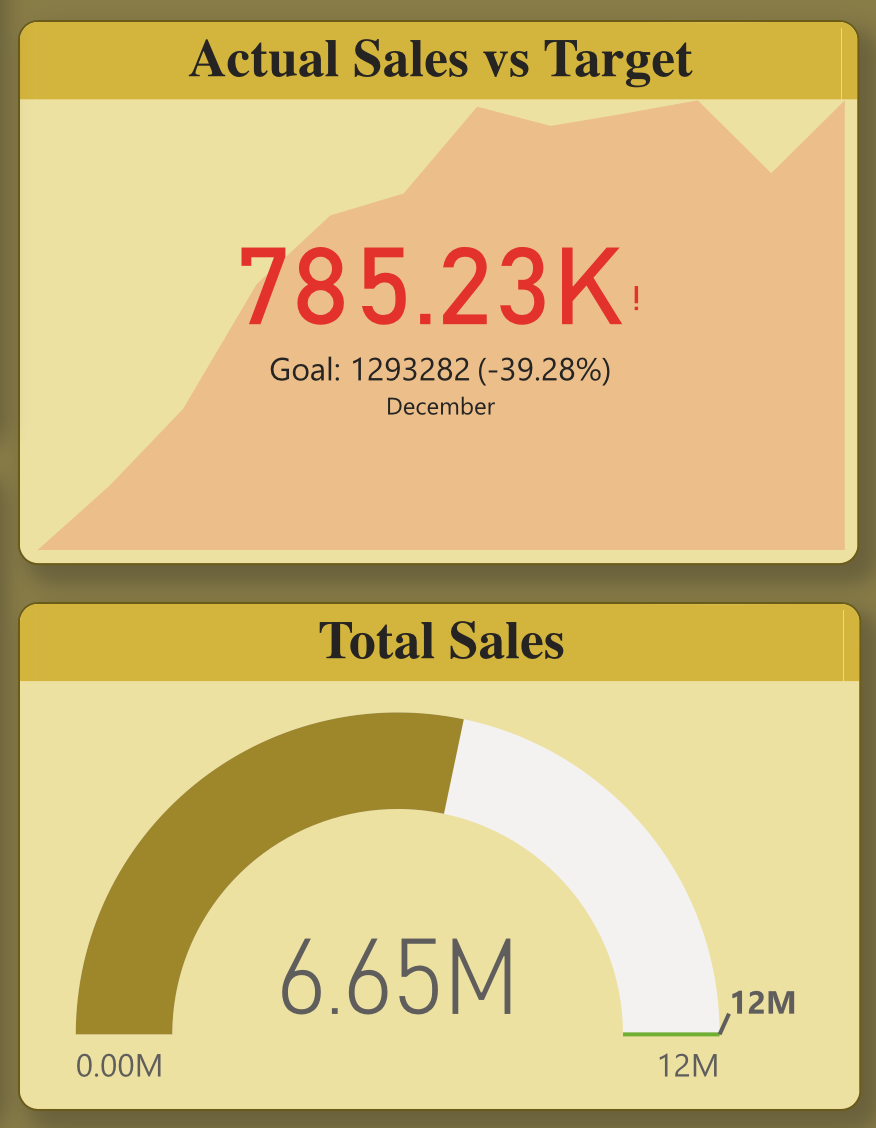 Actual Sales vs Target
785.23K!
Goal: 1293282 (-39.28%)
December
Total Sales
6.65M
12M
0.00M
12M